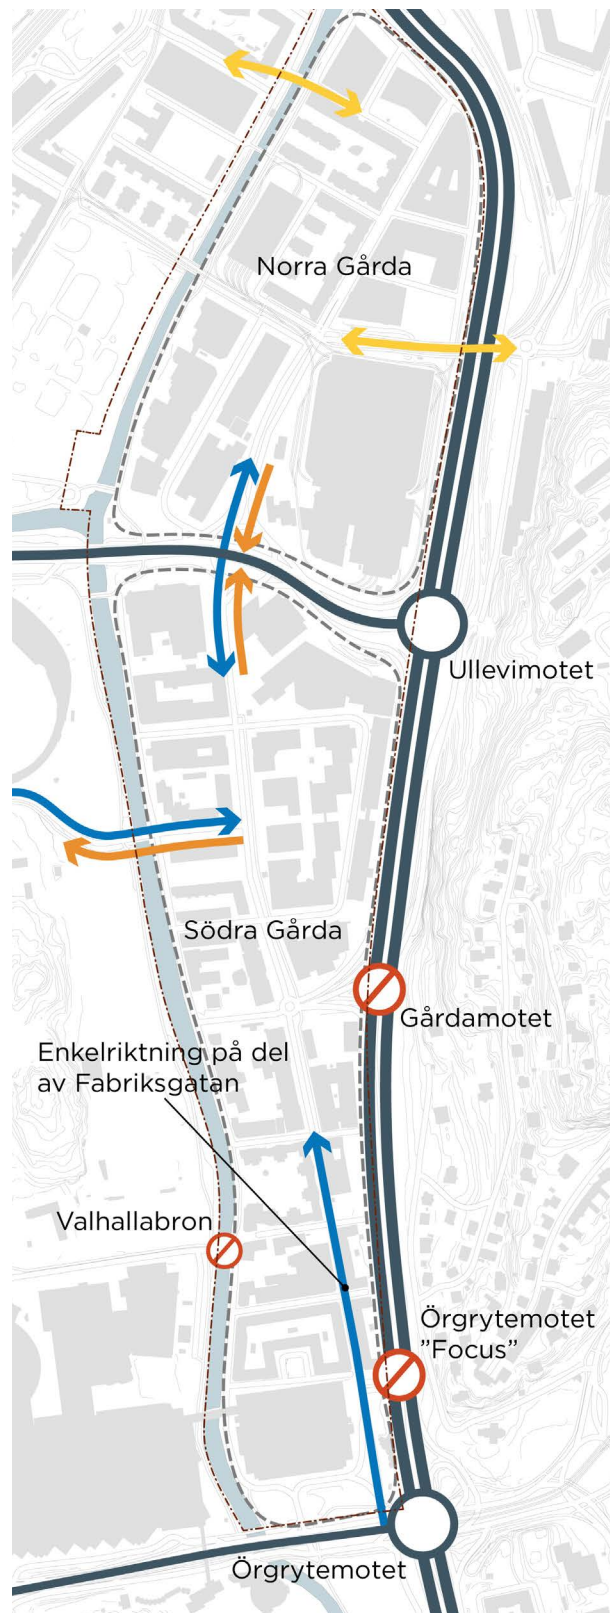 Norra Gårda
Ullevimotet
Södra Gårda
Gårdamotet
Enkelriktning på del
av Fabriksgatan
Valhallabron
Örgrytemotet
”Focus”
Örgrytemotet